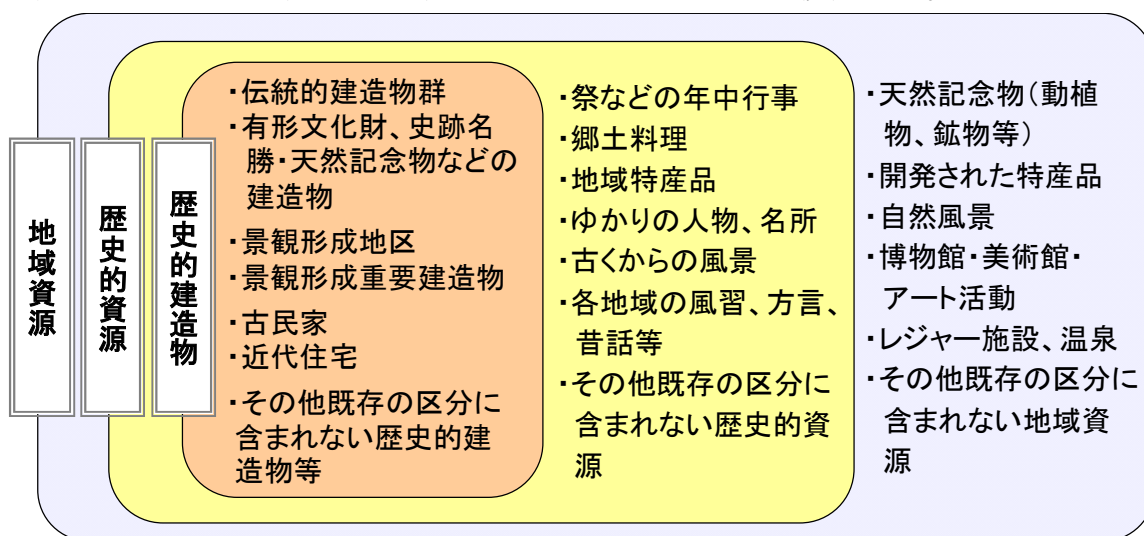 地域資源
歴史的資源
歴史的建造物
・伝統的建造物群
・有形文化財、史跡名
勝・天然記念物などの
建造物
・景観形成地区
・景観形成重要建造物
・古民家
・近代住宅
・その他既存の区分に
含まれない歴史的建
造物等
・祭などの年中行事
・郷土料理
・地域特産品
・ゆかりの人物、名所
・古くからの風景
・各地域の風習、方言、
昔話等
・その他既存の区分に
含まれない歴史的資
源
・天然記念物（動植
物、鉱物等）
・開発された特産品
・自然風景
・博物館・美術館・
アート活動
・レジャー施設、温泉
・その他既存の区分に
含まれない地域資
源